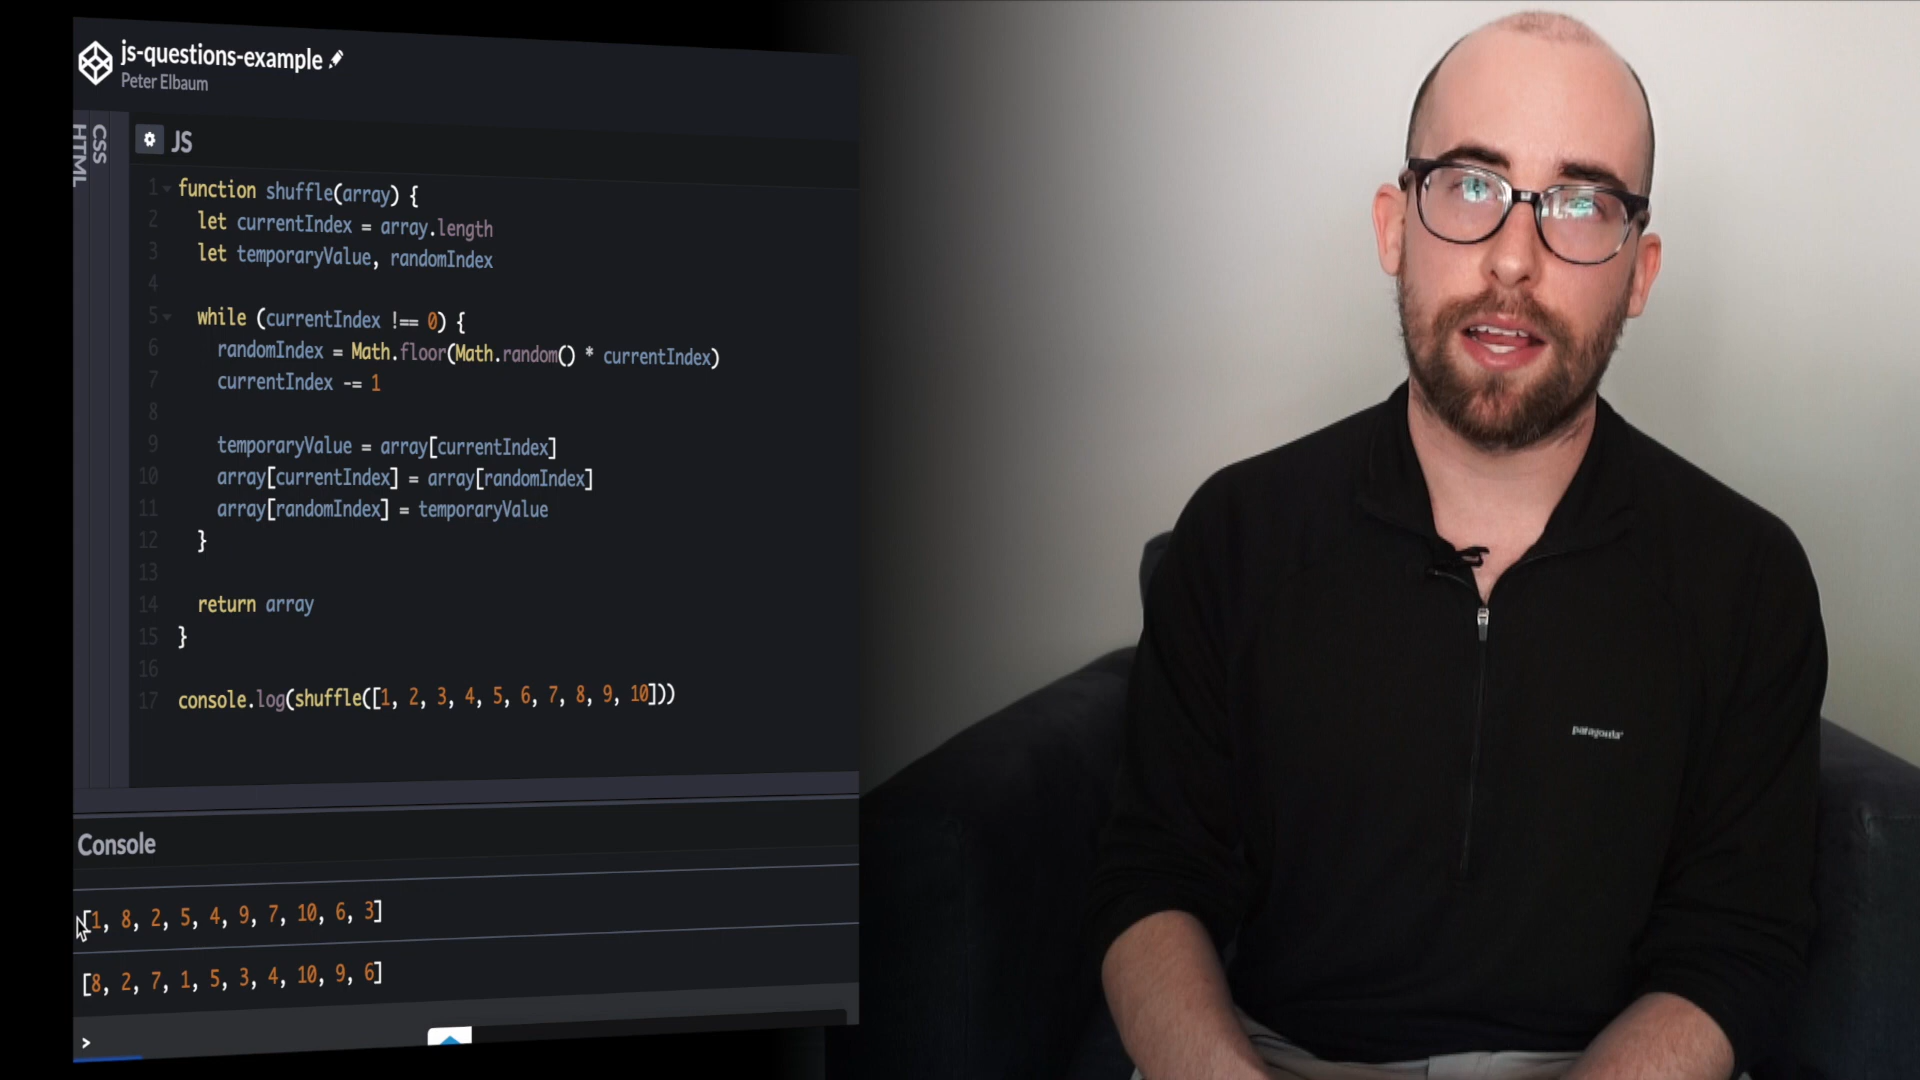 js-questions-example
Peter Elbaum
HTML
CSS
JS
1 function shuffle(array) {
2 let currentIndex = array.length
3 let temporaryValue, randomIndex
4
5 while (currentIndex !== 0) {
6 randomIndex = Math.floor(Math.random() * currentIndex)
7 currentIndex -= 1
8
9 temporaryValue = array[currentIndex]
10 array[currentIndex] = array[randomIndex]
11 array[randomIndex] = temporaryValue
12 }
13
14 return array
15 }
16
17 console.log(shuffle([1, 2, 3, 4, 5, 6, 7, 8, 9, 10]))
Console
[1, 8, 2, 5, 4, 9, 7, 10, 6, 3]
[8, 2, 7, 1, 5, 3, 4, 10, 9, 6]
>
patagonia